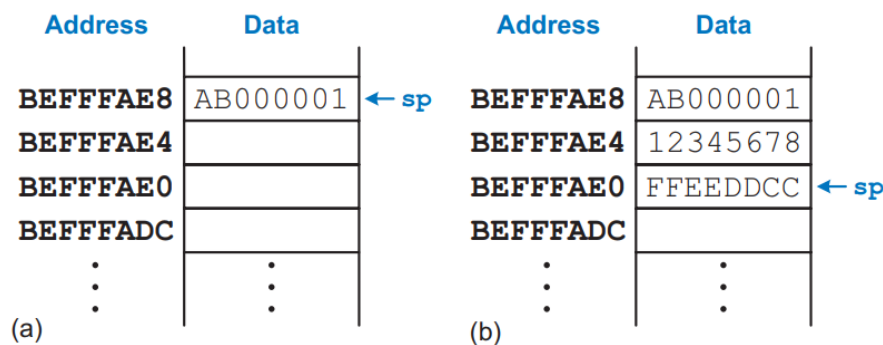 Address Data
BEFFFAE8 AB000001 ← sp
BEFFFAE4
BEFFFAE0
BEFFFADC
(a)
Address Data
BEFFFAE8 AB000001
BEFFFAE4 12345678
BEFFFAE0 FFEEDDCC ← sp
BEFFFADC
(b)